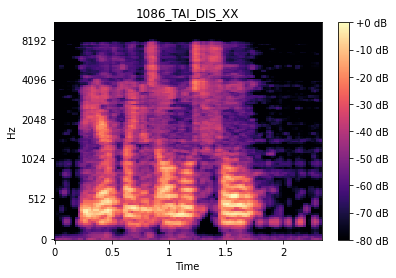 1086_TAI_DIS_XX
8192
4096
2048
1024
512
0
Hz
0
0.5
1
1.5
2
Time
+0 dB
-10 dB
-20 dB
-30 dB
-40 dB
-50 dB
-60 dB
-70 dB
-80 dB